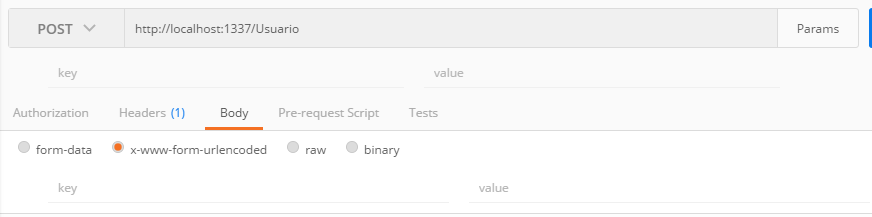 POST http://localhost:1337/Usuario Params
key value
Authorization Headers (1) Body Pre-request Script Tests
form-data x-www-form-urlencoded raw binary
key value